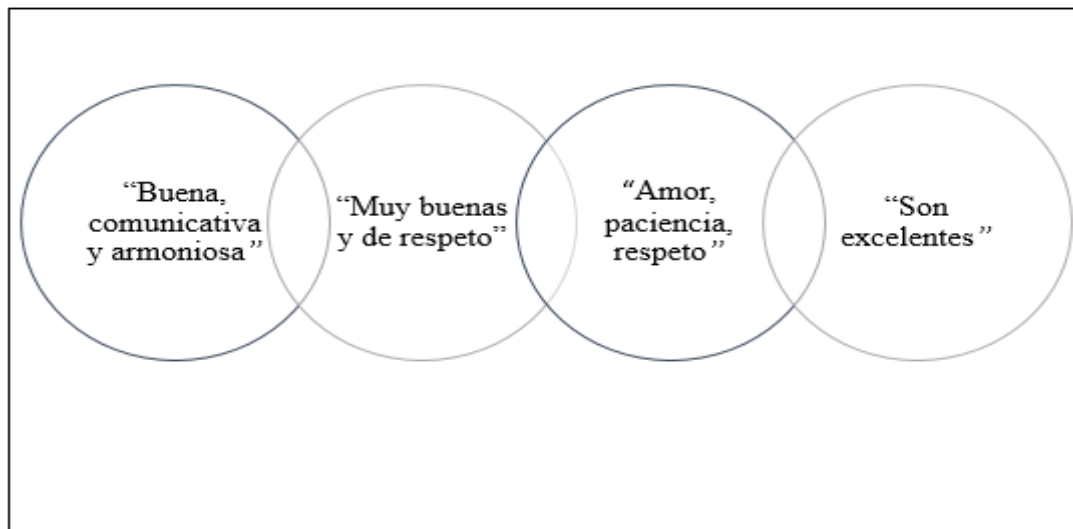 “Buena,
comunicativa
y armoniosa”
“Muy buenas
y de respeto”
“Amor,
paciencia,
respeto”
“Son
excelentes”